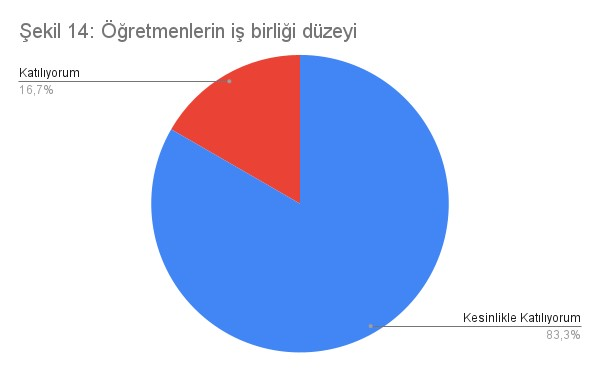 Şekil 14: Öğretmenlerin iş birliği düzeyi
Katılıyorum
16,7%
Kesinlikle Katılıyorum
83,3%